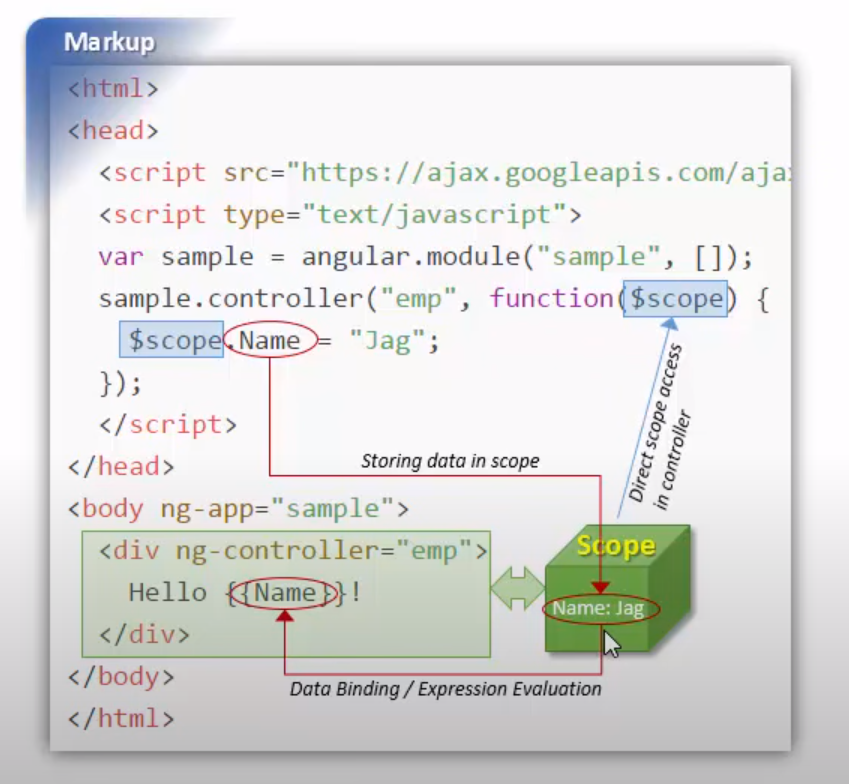 Markup
<html>
<head>
<script src="https://ajax.googleapis.com/aja
<script type="text/javascript">
var sample = angular.module("sample", []);
sample.controller("emp", function($scope) {
$scope.Name = "Jag";
});
</script>
</head>
Storing data in scope
Direct scope access
in controller
<body ng-app="sample">
<div ng-controller="emp">
Hello {{Name}}!
</div>
Scope
Name: Jag
</body>
Data Binding / Expression Evaluation
</html>